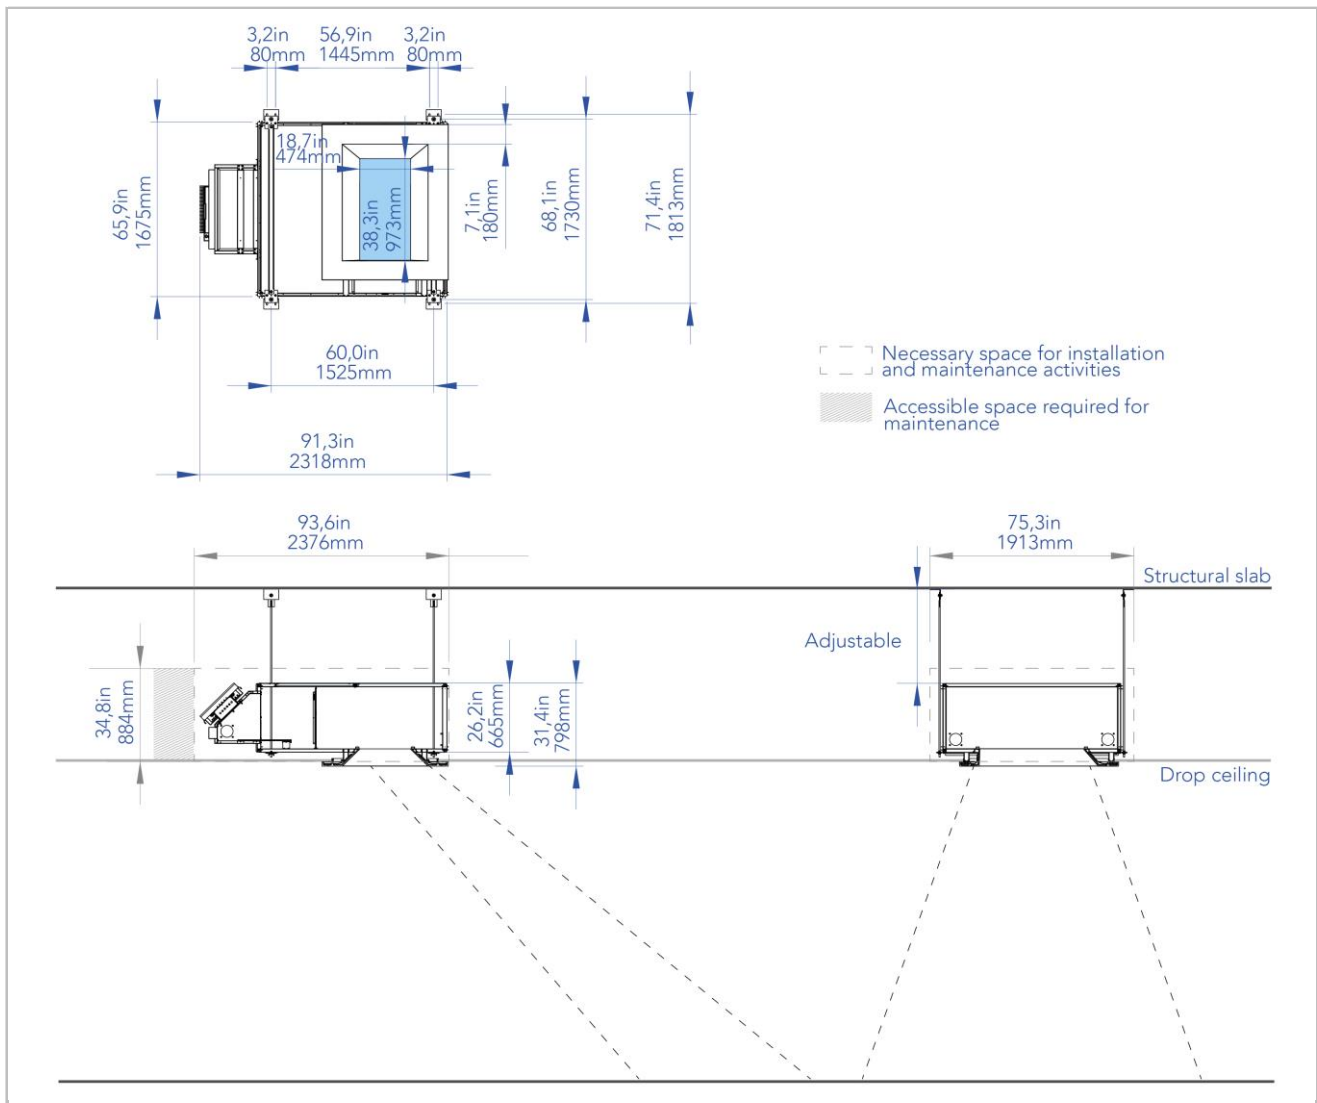 3,2in
80mm
56,9in
1445mm
3,2in
80mm
18,7in
474mm
65,9in
1675mm
38,3in
973mm
7,1in
180mm
68,1in
1730mm
71,4in
1813mm
60,0in
1525mm
91,3in
2318mm
Necessary space for installation
and maintenance activities
Accessible space required for
maintenance
93,6in
2376mm
75,3in
1913mm
Structural slab
Adjustable
34,8in
884mm
26,2in
665mm
31,4in
798mm
Drop ceiling